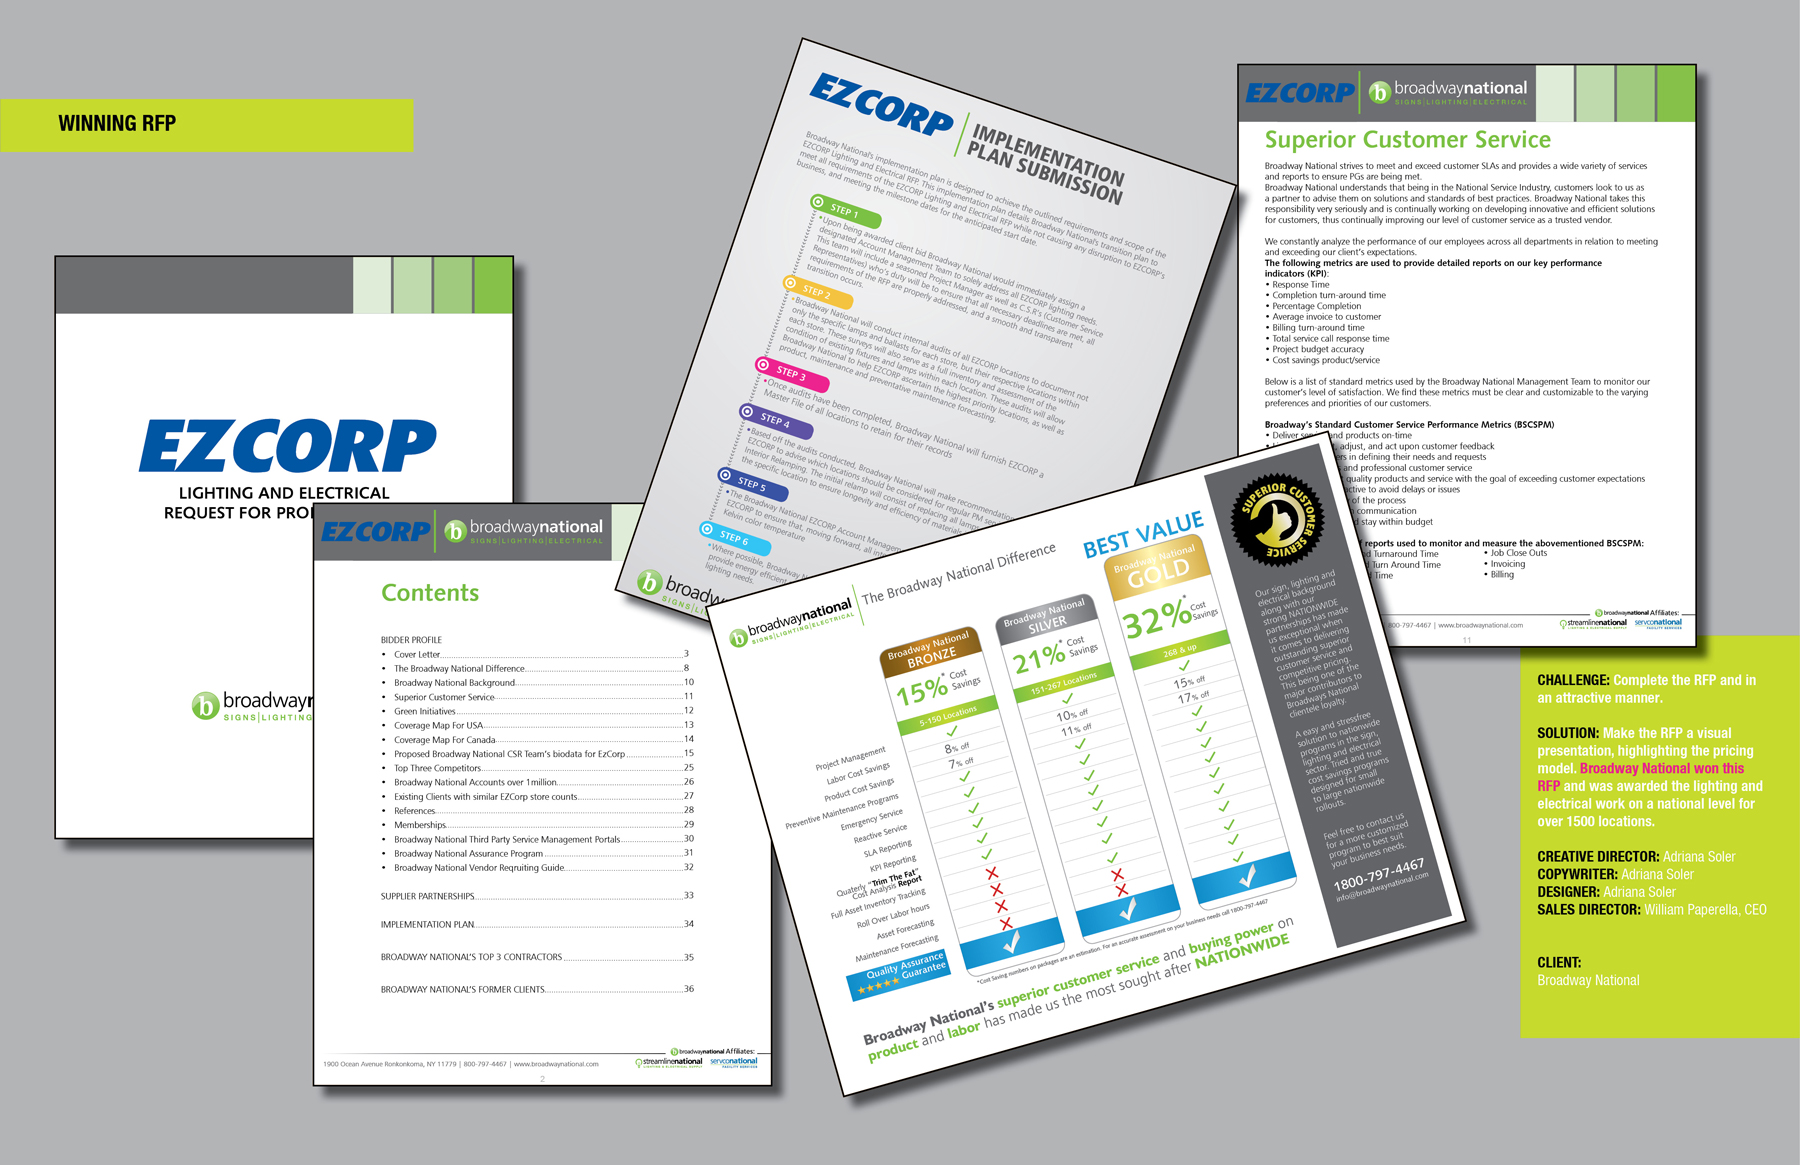 WINNING RFP
EZCORP
LIGHTING AND ELECTRICAL
REQUEST FOR
SIGNS|LIGHTING
EZCORP
broadwaynational
SIGNS|LIGHTING|ELECTRICAL
Contents
BIDDER PROFILE
• Cover Letter 3
• The Broadway National Difference 8
• Broadway National Background 10
• Superior Customer Service 11
• Green Initiatives 12
• Coverage Map For USA 13
• Coverage Map For Canada 14
• Proposed Broadway National CSR Team's biodata for EzCorp 15
• Top Three Competitors 25
• Broadway National Accounts over 1million 26
• Existing Clients with similar EZCorp store counts 27
• References 28
• Memberships 29
• Broadway National Third Party Service Management Portals 30
• Broadway National Assurance Program 31
• Broadway National Vendor Reqruiting Guide 32
SUPPLIER PARTNERSHIPS 33
IMPLEMENTATION PLAN 34
BROADWAY NATIONAL'S TOP 3 CONTRACTORS 35
BROADWAY NATIONAL'S FORMER CLIENTS 36
broadwaynational Affiliates:
1900 Ocean Avenue Ronkonkoma, NY 11779 | 800-797-4467 | www.broadwaynational.com
streamlinenational
LIGHTING & ELECTRICAL SUPPLY
serviconational
FACILITY SERVICES
2
EZCORP
IMPLEMENTATION
PLAN SUBMISSION
Broadway National's implementation plan is designed to achieve the outlined requirements and scope of the
EZCORP Lighting and Electrical RFP. This implementation plan details Broadway National's transition plan to
meet all requirements of the EZCORP Lighting and Electrical RFP while not causing any disruption to EZCORP's
business, and meeting the milestone dates for the anticipated start date.
STEP 1
• Upon being awarded client bid Broadway National would immediately assign a
designated Account Management Team to solely address all EZCORP lighting needs.
This team will include a seasoned Project Manager as well as C.S.R's (Customer Service
Representatives) who's duty will be to ensure that all necessary deadlines are met, all
requirements of the RFP are properly addressed, and a smooth and transparent
transition occurs.
STEP 2
• Broadway National will conduct internal audits of all EZCORP locations to document not
only the specific lamps and ballasts for each store, but their respective locations within
each store. These surveys will also serve as a full inventory and assessment of the
condition of existing fixtures and lamps within each location. These audits will allow
Broadway National to help EZCORP ascertain the highest priority locations, as well as
product, maintenance and preventative maintenance forecasting.
STEP 3
• Once audits have been completed, Broadway National will furnish EZCORP a
Master File of all locations to retain for their records
STEP 4
• Based off the audits conducted, Broadway National will make recommendation
EZCORP to advise which locations should be considered for regular PM
Interior Relamping. The initial relamp will consist of replacing all
the specific location to ensure longevity and efficiency of
STEP 5
• The Broadway National EZCORP Account
EZCORP to ensure that, moving forward, all
Kelvin color temperature
STEP 6
• Where possible, Broadway
provide energy efficient
lighting needs.
EZCORP
broadwaynational
SIGNS|LIGHTING|ELECTRICAL
Superior Customer Service
Broadway National strives to meet and exceed customer SLAs and provides a wide variety of services
and reports to ensure PGs are being met.
Broadway National understands that being in the National Service Industry, customers look to us as
a partner to advise them on solutions and standards of best practices. Broadway National takes this
responsibility very seriously and is continually working on developing innovative and efficient solutions
for customers, thus continually improving our level of customer service as a trusted vendor.
We constantly analyze the performance of our employees across all departments in relation to meeting
and exceeding our client's expectations.
The following metrics are used to provide detailed reports on our key performance
indicators (KPI):
• Response Time
• Completion turn-around time
• Percentage Completion
• Average invoice to customer
• Billing turn-around time
• Total service call response time
• Project budget accuracy
• Cost savings product/service
Below is a list of standard metrics used by the Broadway National Management Team to monitor our
customer's level of satisfaction. We find these metrics must be clear and customizable to the varying
preferences and priorities of our customers.
Broadway's Standard Customer Service Performance Metrics (BSCSPM)
• Deliver and products on-time
adjust, and act upon customer feedback
in defining their needs and requests
and professional customer service
quality products and service with the goal of exceeding customer expectations
to avoid delays or issues
of the process
communication
stay within budget
reports used to monitor and measure the abovementioned BSCSPM:
Turnaround Time • Job Close Outs
Turn Around Time • Invoicing
Time • Billing
broadwaynational Affiliates:
800-797-4467 | www.broadwaynational.com
streamlinenational
LIGHTING & ELECTRICAL SUPPLY
serviconational
FACILITY SERVICES
11
broadwaynational
SIGNS|LIGHTING|ELECTRICAL
The Broadway National Difference
BEST VALUE
Broadway National
BRONZE
15%* Cost Savings
5-150 Locations
Broadway National
SILVER
21%* Cost Savings
151-267 Locations
Broadway National
GOLD
32%* Cost Savings
268 & up
Project Management
Labor Cost Savings 8% off 10% off 15% off
Product Cost Savings 7% off 11% off 17% off
Preventive Maintenance Programs
Emergency Service
Reactive Service
SLA Reporting
KPI Reporting
Quaterly "Trim The Fat"
Cost Analysis Report
Full Asset Inventory Tracking
Roll Over Labor hours
Asset Forecasting
Maintenance Forecasting
Quality Assurance
Guarantee
*Cost Saving numbers on packages are an estimation. For an accurate assessment on your business needs call 1800-797-4467
Broadway National's superior customer service and buying power on
product and labor has made us the most sought after NATIONWIDE
SUPERIOR CUSTOMER SERVICE
Our sign, lighting and
electrical background
along with our
strong NATIONWIDE
partnerships has made
us exceptional when
it comes to delivering
outstanding superior
customer service and
competitive pricing.
This being one of the
major contributors to
Broadways National
clientele loyalty.
A easy and stressfree
solution to nationwide
programs in the sign,
lighting and electrical
sector. Tried and true
cost savings programs
designed for small
to large nationwide
rollouts.
Feel free to contact us
for a more customized
program to best suit
your business needs.
1800-797-4467
info@broadwaynational.com
CHALLENGE: Complete the RFP and in
an attractive manner.
SOLUTION: Make the RFP a visual
presentation, highlighting the pricing
model. Broadway National won this
RFP and was awarded the lighting and
electrical work on a national level for
over 1500 locations.
CREATIVE DIRECTOR: Adriana Soler
COPYWRITER: Adriana Soler
DESIGNER: Adriana Soler
SALES DIRECTOR: William Paperella, CEO
CLIENT:
Broadway National